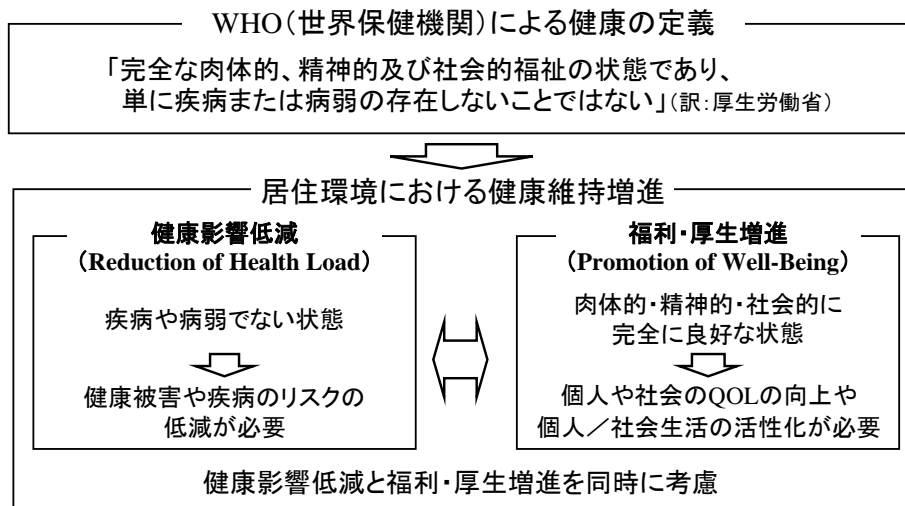 WHO(世界保健機関)による健康の定義
「完全な肉体的、精神的及び社会的福祉の状態であり、
単に疾病または病弱の存在しないことではない」(訳:厚生労働省)
居住環境における健康維持増進
健康影響低減
(Reduction of Health Load)
疾病や病弱でない状態
健康被害や疾病のリスクの
低減が必要
福利・厚生増進
(Promotion of Well-Being)
肉体的・精神的・社会的に
完全に良好な状態
個人や社会のQOLの向上や
個人/社会生活の活性化が必要
健康影響低減と福利・厚生増進を同時に考慮